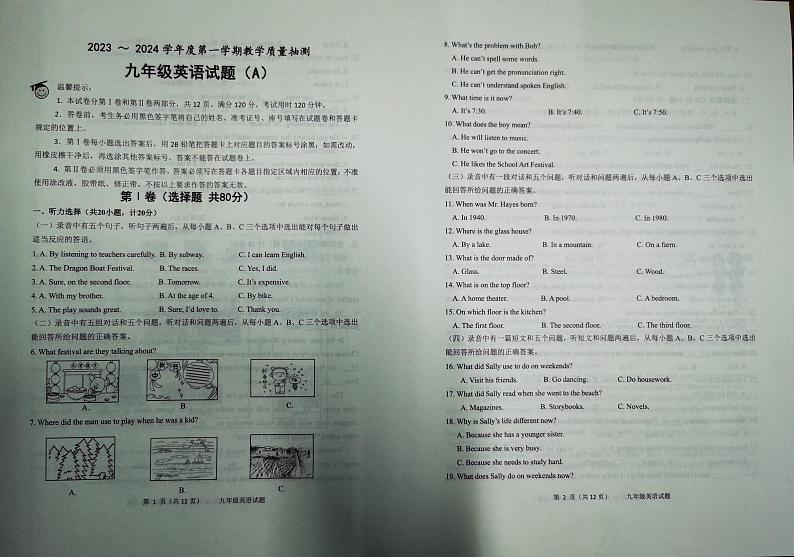 2023 ～ 2024 学年度第一学期教学质量抽测
九年级英语试题（A）
温馨提示：
1. 本试卷分第Ⅰ卷和第Ⅱ卷两部分，共 12 页。满分 120 分。考试用时 120 分钟。
2. 答卷前，考生务必用黑色签字笔将自己的姓名、准考证号、座号填写在试题卷和答题卡
规定的位置上。
3. 第Ⅰ卷每小题选出答案后，用 2B 铅笔把答题卡上对应题目的答案标号涂黑；如需改动，
用橡皮擦干净后，再选涂其他答案标号。答案不能答在试题卷上。
4. 第Ⅱ卷必须用黑色签字笔作答，答案必须写在答题卡各题目指定区域内相应的位置；不准
使用涂改液、胶带纸、修正带。不按以上要求作答的答案无效。
第Ⅰ卷（选择题 共80分）
一、听力选择（共20小题，计20分）
（一）录音中有五个句子，听句子两遍后，从每小题 A、B、C 三个选项中选出能对每个句子做出
适当反应的答语。
1. A. By listening to teachers carefully. B. By subway. C. I can learn English.
2. A. The Dragon Boat Festival. B. The races. C. Yes, I did.
3. A. Sure, on the second floor. B. Tomorrow. C. It's expensive.
4. A. With my brother. B. At the age of 4. C. By bike.
5. A. The play sounds great. B. Sure, I'd love to. C. Thank you.
（二）录音中有五组对话和五个问题，听对话和问题两遍后，从每小题 A、B、C 三个选项中选出
能回答所给问题的正确答案。
6. What festival are they talking about?
A. B. C.
7. Where did the man use to play when he was a kid?
A. B. C.
第 1 页（共 12 页） 九年级英语试题
8. What's the problem with Bob?
A. He can't spell some words.
B. He can't get the pronunciation right.
C. He can't understand spoken English.
9. What time is it now?
A. It's 7:30. B. It's 7:40. C. It's 7:50.
10. What does the boy mean?
A. He will listen to music.
B. He won't go to the concert.
C. He likes the School Art Festival.
（三）录音中有一段对话和五个问题，听对话和问题两遍后，从每小题 A、B、C 三个选项中选出
能回答所给问题的正确答案。
11. When was Mr. Hayes born?
A. In 1940. B. In 1970. C. In 1980.
12. Where is the glass house?
A. By a lake. B. In a mountain. C. On a farm.
13. What is the door made of?
A. Glass. B. Steel. C. Wood.
14. What is on the top floor?
A. A home theater. B. A pool. C. A bedroom.
15. On which floor is the kitchen?
A. The first floor. B. The second floor. C. The third floor.
（四）录音中有一篇短文和五个问题，听短文和问题两遍后，从每小题 A、B、C 三个选项中选出
能回答所给问题的正确答案。
16. What did Sally use to do on weekends?
A. Visit his friends. B. Go dancing. C. Do housework.
17. What did Sally read when she went to the beach?
A. Magazines. B. Storybooks. C. Novels.
18. Why is Sally's life different now?
A. Because she has a younger sister.
B. Because she is very busy.
C. Because she needs to study hard.
19. What does Sally do on weekends now?
第 2 页（共 12 页） 九年级英语试题